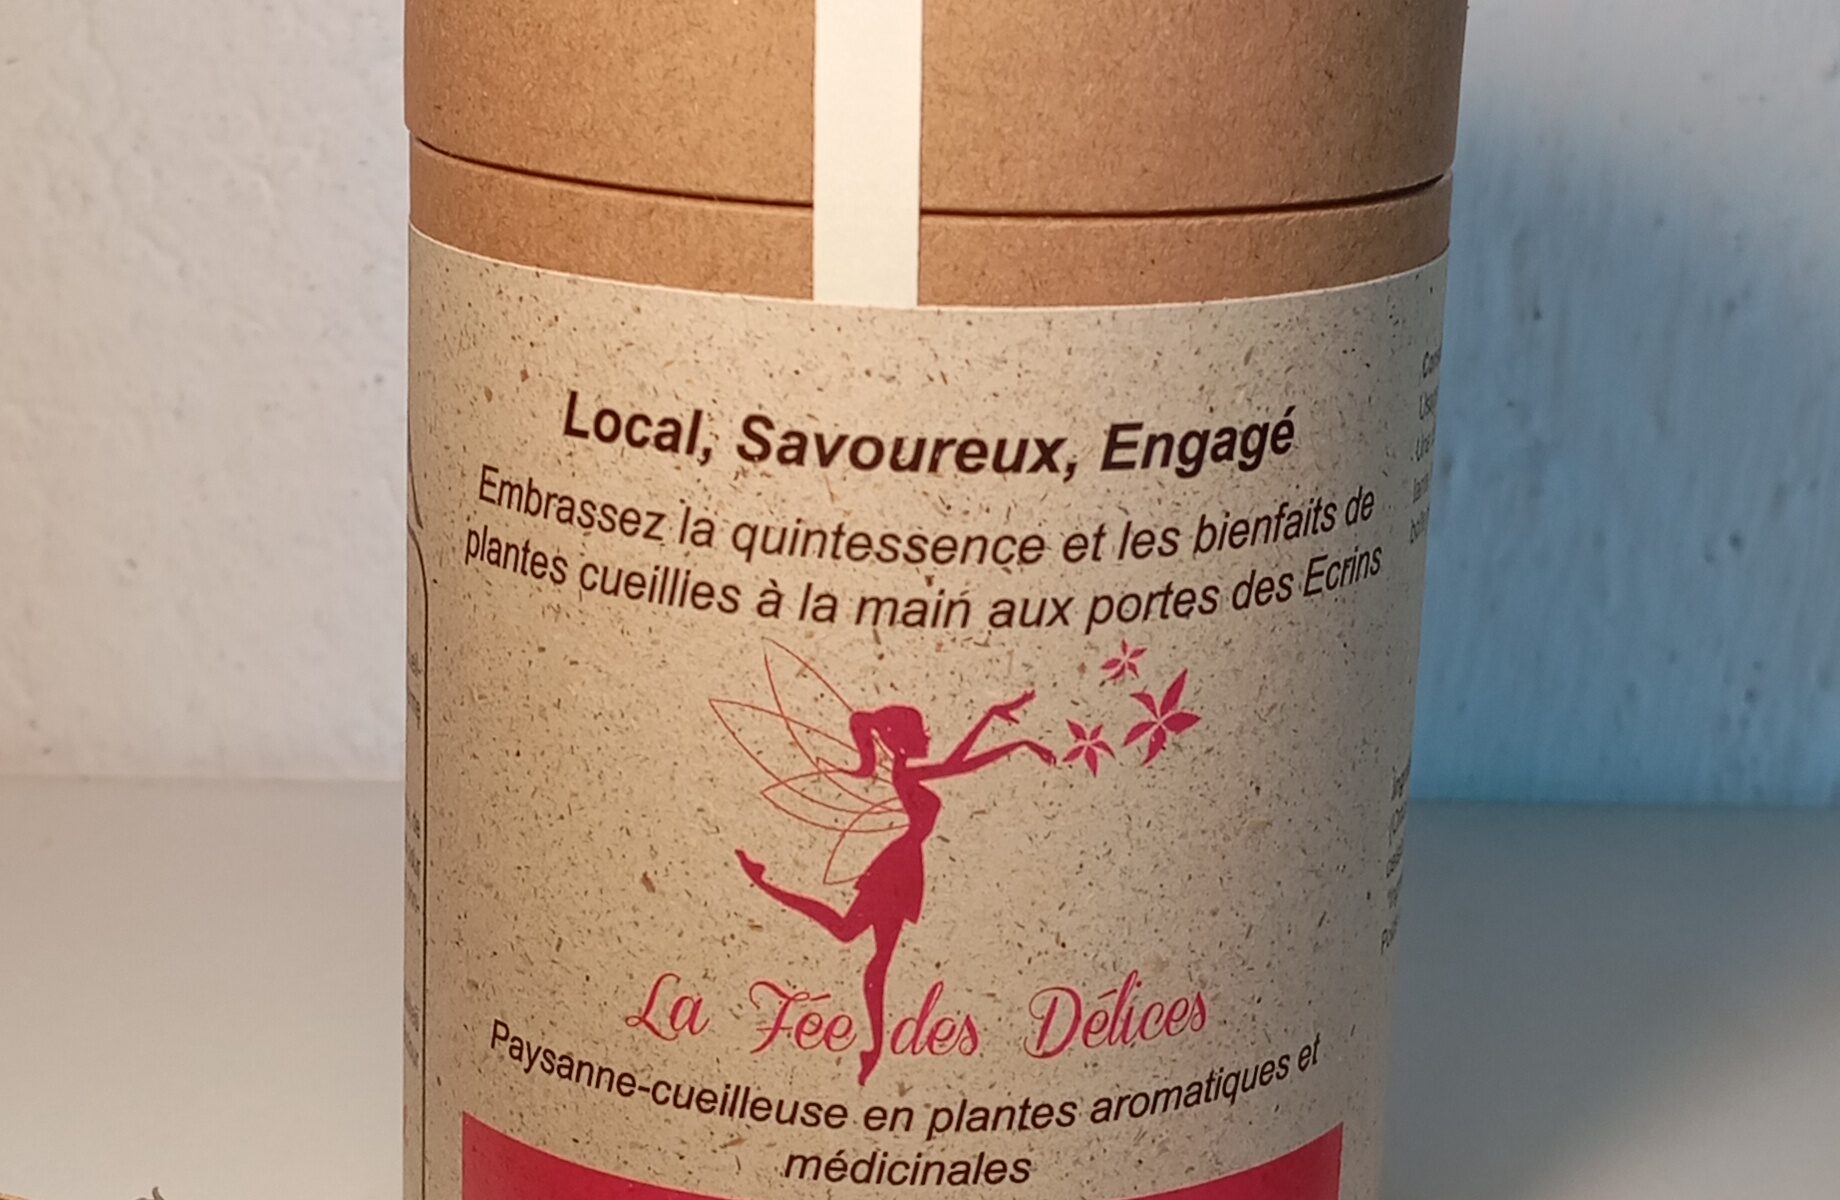 Local, Savoureux, Engagé
Embrassez la quintessence et les bienfaits de
plantes cueillies à la main aux portes des Ecrins
La Fée des Délices
Paysanne-cueilleuse en plantes aromatiques et
médicinales